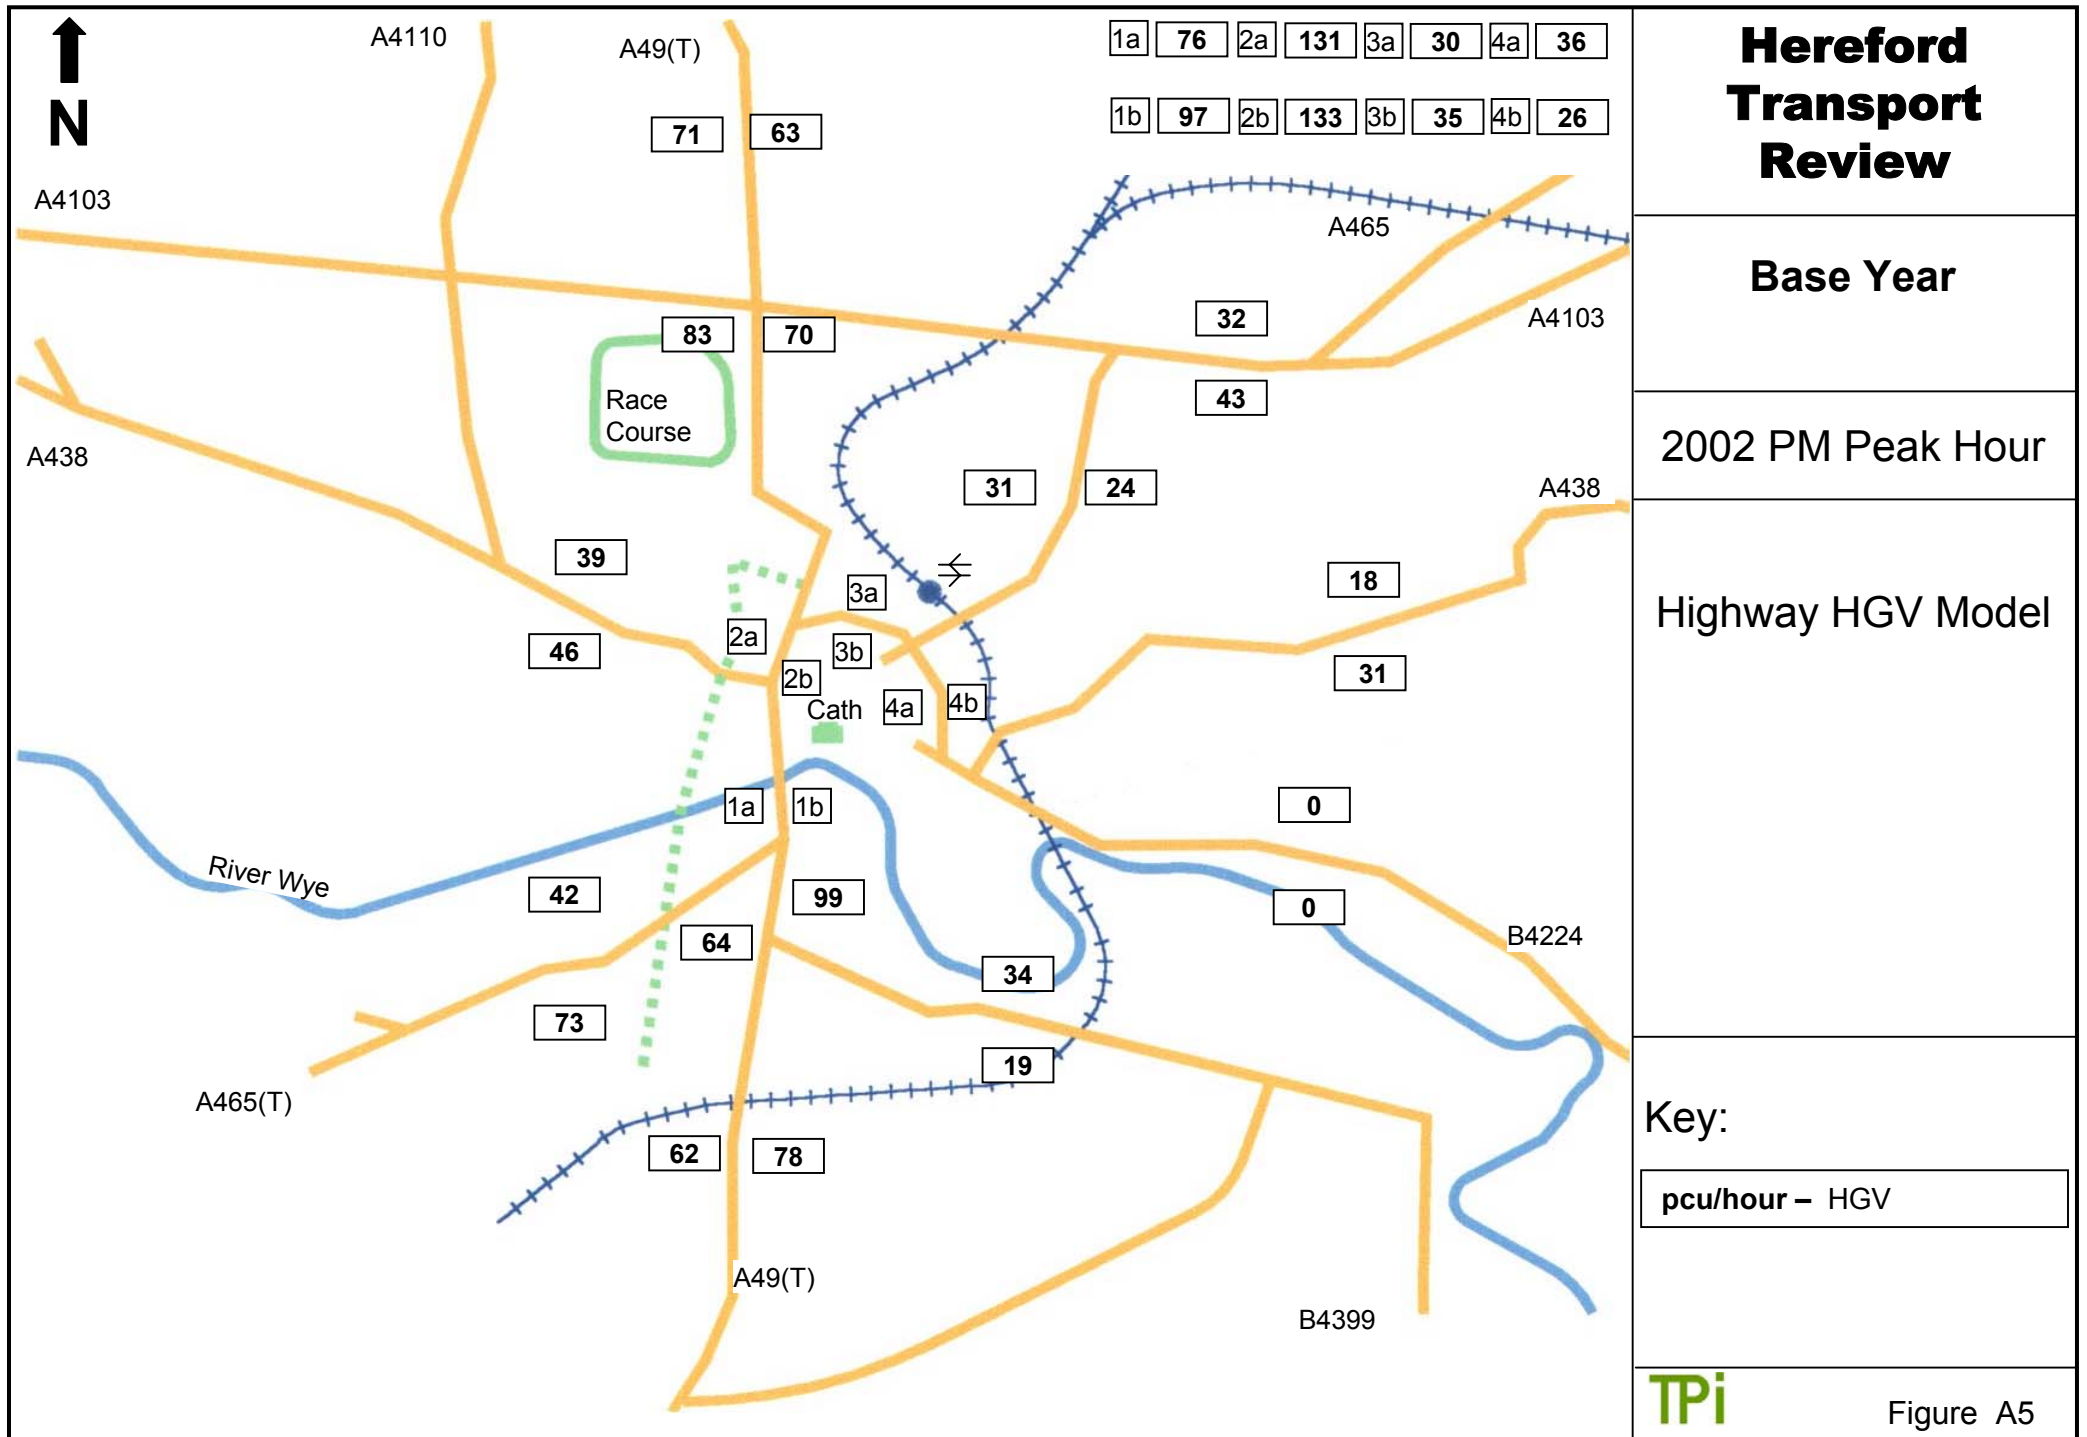 A4110
A49(T)
1a 76 2a 131 3a 30 4a 36
1b 97 2b 133 3b 35 4b 26
N
71 63
A4103
A465
32
A4103
83 70
43
Race
Course
A438
31 24
A438
39
18
3a
2a
46
3b
2b
31
Cath
4a
4b
1a 1b
0
River Wye
42
99
0
64
B4224
34
73
19
A465(T)
62 78
A49(T)
B4399
Hereford
Transport
Review
Base Year
2002 PM Peak Hour
Highway HGV Model
Key:
pcu/hour – HGV
TPi
Figure A5